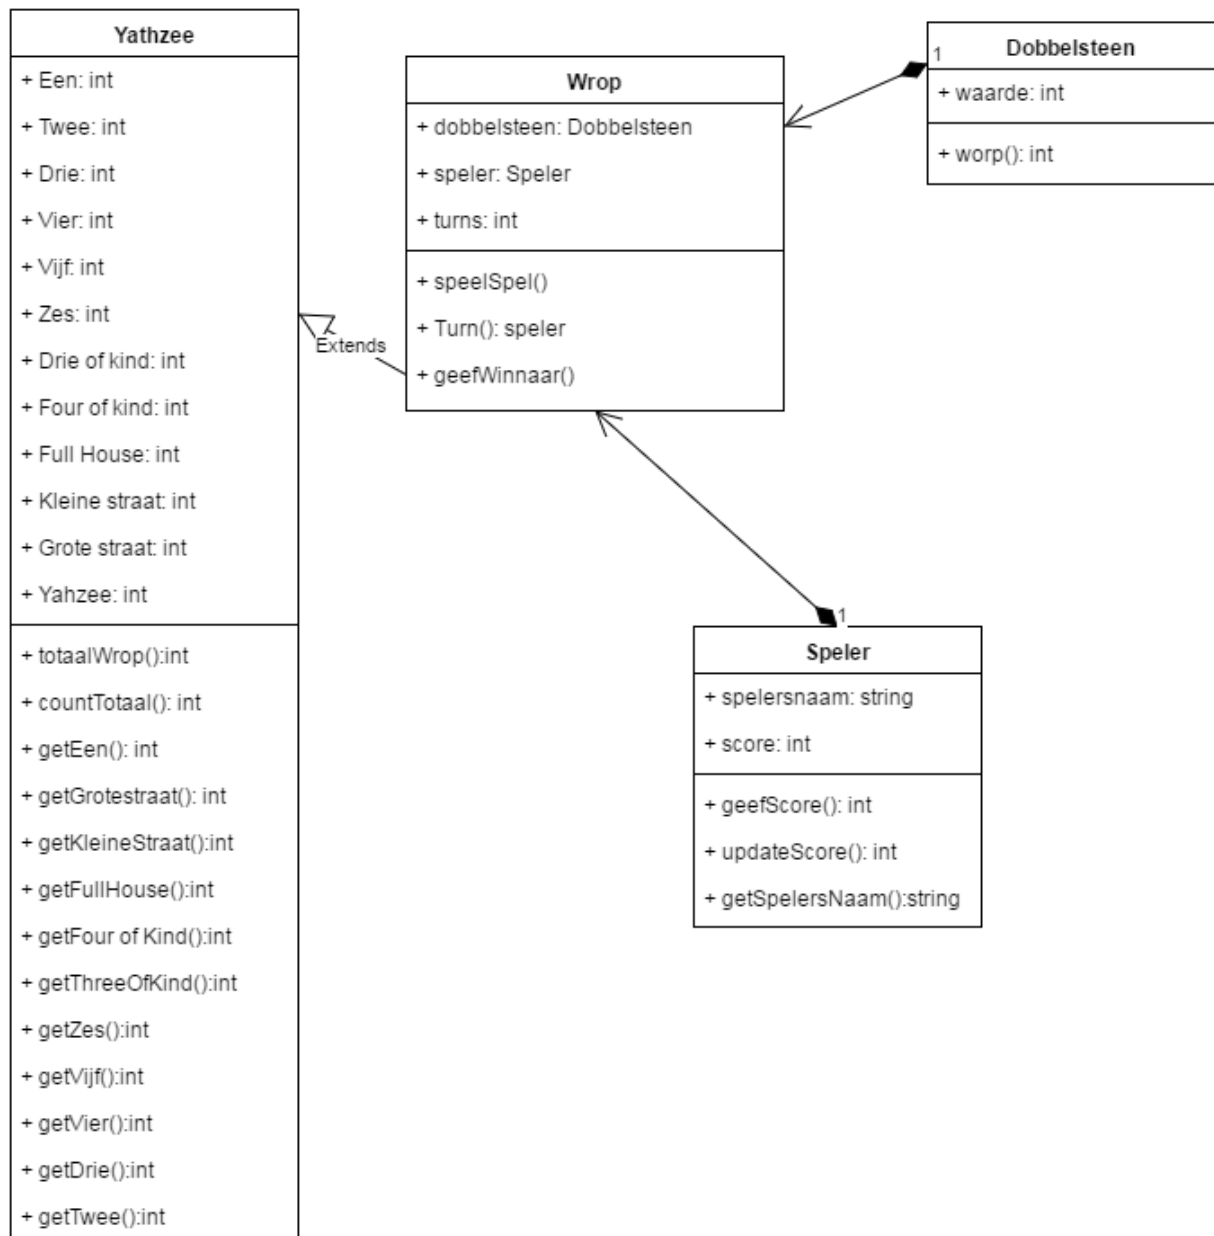 Yathzee
+ Een: int
+ Twee: int
+ Drie: int
+ Vier: int
+ Vijf: int
+ Zes: int
+ Drie of kind: int
+ Four of kind: int
+ Full House: int
+ Kleine straat: int
+ Grote straat: int
+ Yahzee: int
+ totaalWrop():int
+ countTotaal(): int
+ getEen(): int
+ getGrotestraat(): int
+ getKleineStraat():int
+ getFullHouse():int
+ getFour of Kind():int
+ getThreeOfKind():int
+ getZes():int
+ getVijf():int
+ getVier():int
+ getDrie():int
+ getTwee():int
Extends
Wrop
+ dobbelsteen: Dobbelsteen
+ speler: Speler
+ turns: int
+ speelSpel()
+ Turn(): speler
+ geefWinnaar()
1
Dobbelsteen
+ waarde: int
+ worp(): int
1
Speler
+ spelersnaam: string
+ score: int
+ geefScore(): int
+ updateScore(): int
+ getSpelersNaam():string